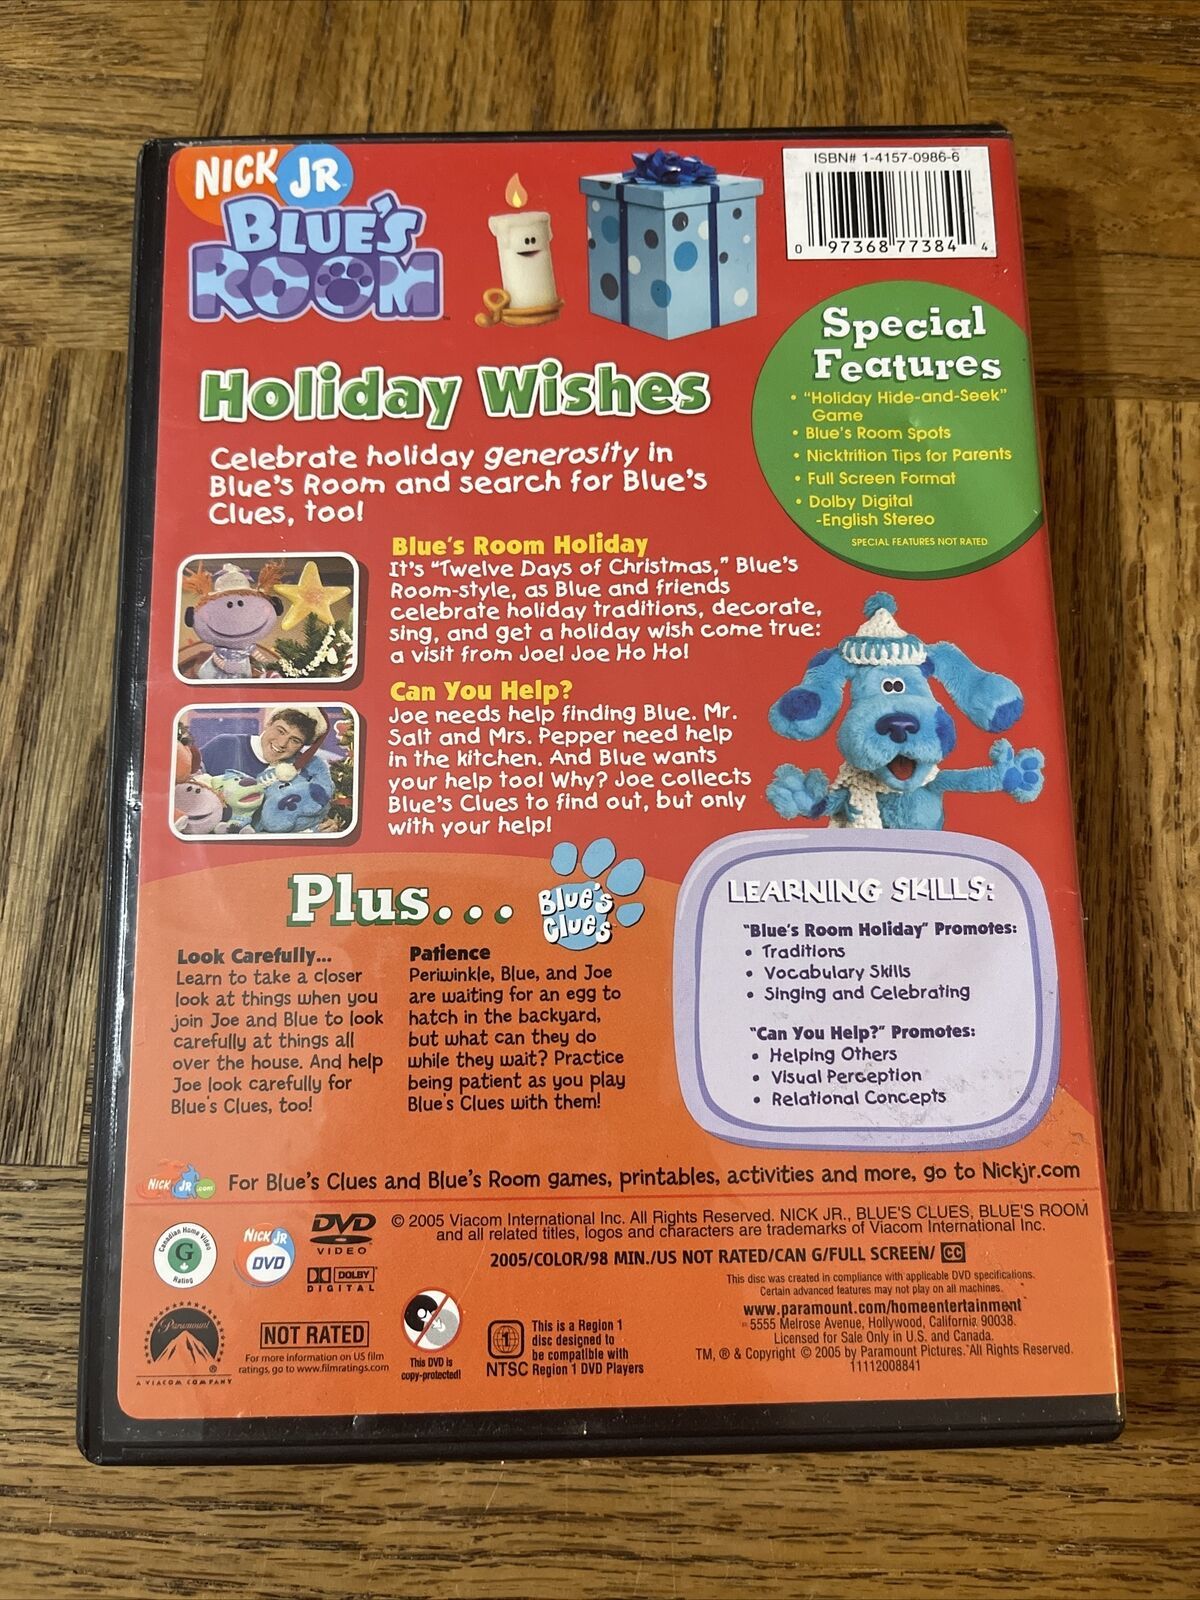 NICK JR
BLUE'S
ROOM
ISBN# 1-4157-0986-6
0 97368 77384 4
Special
Features
• "Holiday Hide-and-Seek"
Game
• Blue's Room Spots
• Nicktrition Tips for Parents
• Full Screen Format
• Dolby Digital
-English Stereo
SPECIAL FEATURES NOT RATED
Holiday Wishes
Celebrate holiday generosity in
Blue's Room and search for Blue's
Clues, too!
Blue's Room Holiday
It's "Twelve Days of Christmas," Blue's
Room-style, as Blue and friends
celebrate holiday traditions, decorate,
sing, and get a holiday wish come true:
a visit from Joe! Joe Ho Ho!
Can You Help?
Joe needs help finding Blue. Mr.
Salt and Mrs. Pepper need help
in the kitchen. And Blue wants
your help too! Why? Joe collects
Blue's Clues to find out, but only
with your help!
Plus...
Blue's
Clues
Look Carefully...
Learn to take a closer
look at things when you
join Joe and Blue to look
carefully at things all
over the house. And help
Joe look carefully for
Blue's Clues, too!
Patience
Periwinkle, Blue, and Joe
are waiting for an egg to
hatch in the backyard,
but what can they do
while they wait? Practice
being patient as you play
Blue's Clues with them!
LEARNING SKILLS:
"Blue's Room Holiday" Promotes:
• Traditions
• Vocabulary Skills
• Singing and Celebrating
"Can You Help?" Promotes:
• Helping Others
• Visual Perception
• Relational Concepts
NICK JR .com
For Blue's Clues and Blue's Room games, printables, activities and more, go to Nickjr.com
Canadian Home Video
G
Rating
NICK JR
DVD
DVD
VIDEO
DOLBY
DIGITAL
© 2005 Viacom International Inc. All Rights Reserved. NICK JR., BLUE'S CLUES, BLUE'S ROOM
and all related titles, logos and characters are trademarks of Viacom International Inc.
2005/COLOR/98 MIN./US NOT RATED/CAN G/FULL SCREEN/ CC
This disc was created in compliance with applicable DVD specifications.
Certain advanced features may not play on all machines.
www.paramount.com/homeentertainment
5555 Melrose Avenue, Hollywood, California 90038.
Licensed for Sale Only in U.S. and Canada.
TM, ® & Copyright © 2005 by Paramount Pictures. All Rights Reserved.
11112008841
Paramount
®
A VIACOM COMPANY
NOT RATED
For more information on US film
ratings, go to www.filmratings.com
This DVD is
copy-protected!
1
NTSC
This is a Region 1
disc designed to
be compatible with
Region 1 DVD Players